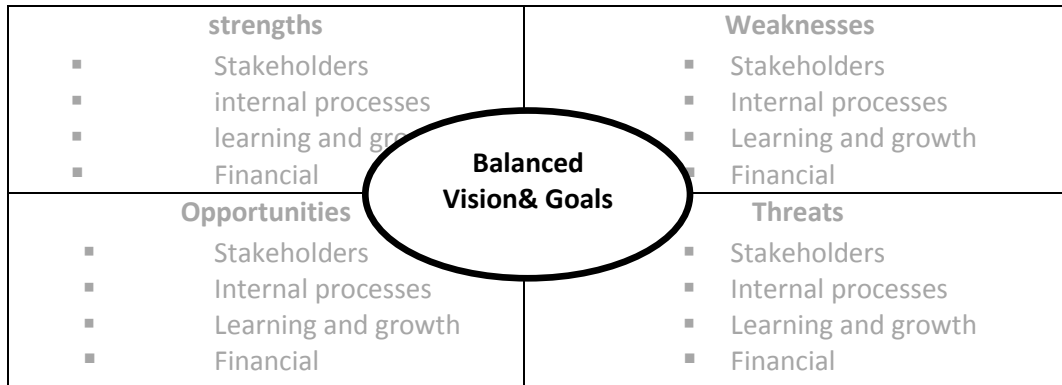 strengths
▪ Stakeholders
▪ internal processes
▪ learning and gro
▪ Financial
Weaknesses
▪ Stakeholders
▪ Internal processes
▪ Learning and growth
▪ Financial
Balanced
Vision& Goals
Opportunities
▪ Stakeholders
▪ Internal processes
▪ Learning and growth
▪ Financial
Threats
▪ Stakeholders
▪ Internal processes
▪ Learning and growth
▪ Financial